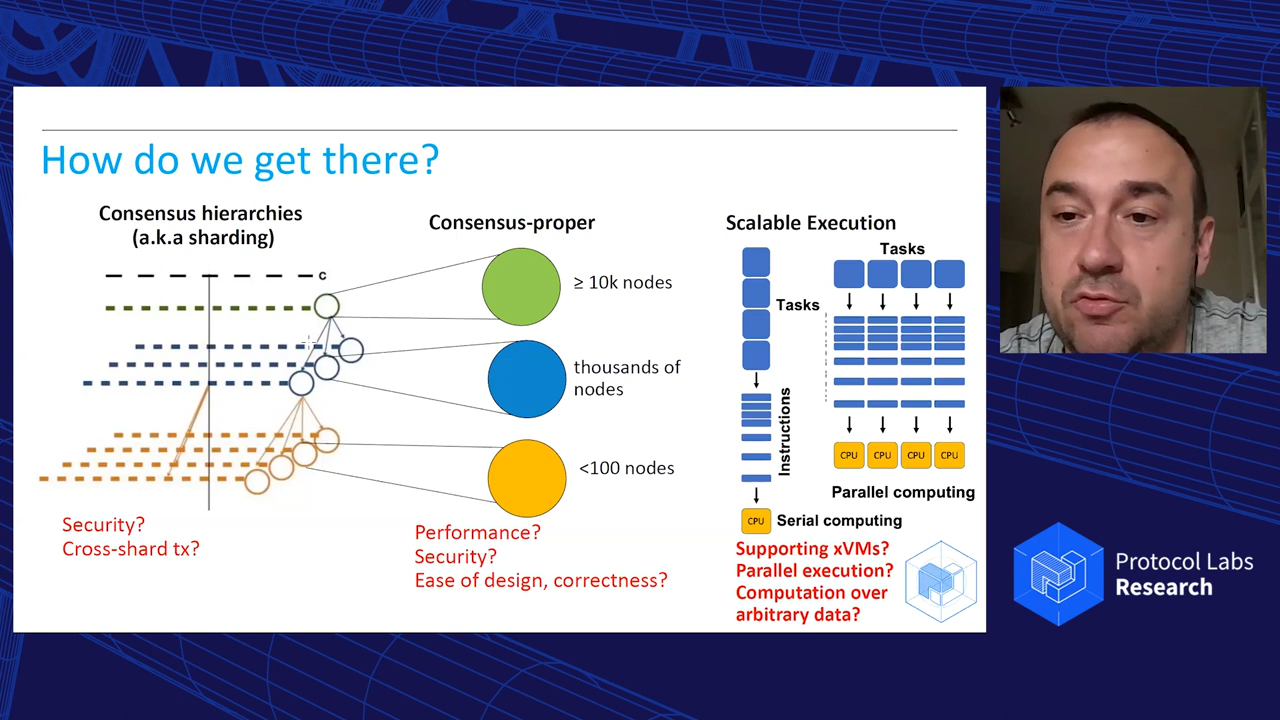 How do we get there?
Consensus hierarchies
(a.k.a sharding)
c
Security?
Cross-shard tx?
Consensus-proper
≥ 10k nodes
thousands of
nodes
<100 nodes
Performance?
Security?
Ease of design, correctness?
Scalable Execution
Tasks
Instructions
CPU
Serial computing
Tasks
CPU CPU CPU CPU
Parallel computing
Supporting xVMs?
Parallel execution?
Computation over
arbitrary data?
Protocol Labs
Research